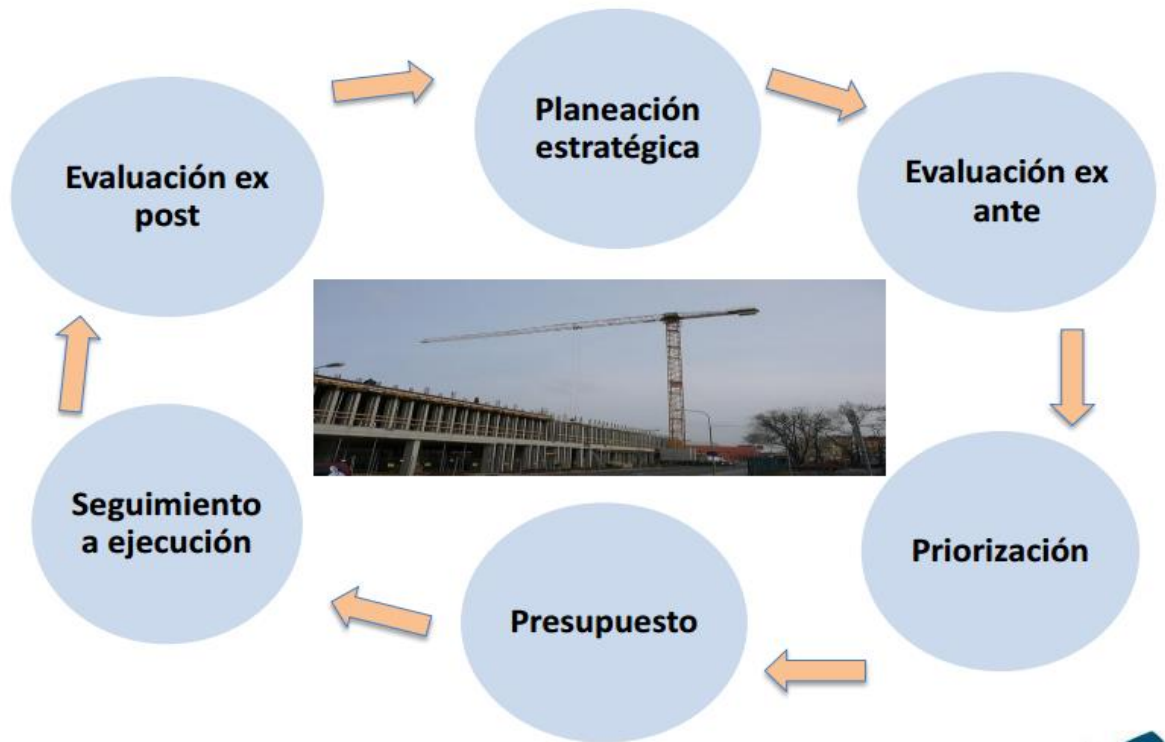 Planeación
estratégica
Evaluación ex
ante
Priorización
Presupuesto
Seguimiento
a ejecución
Evaluación ex
post